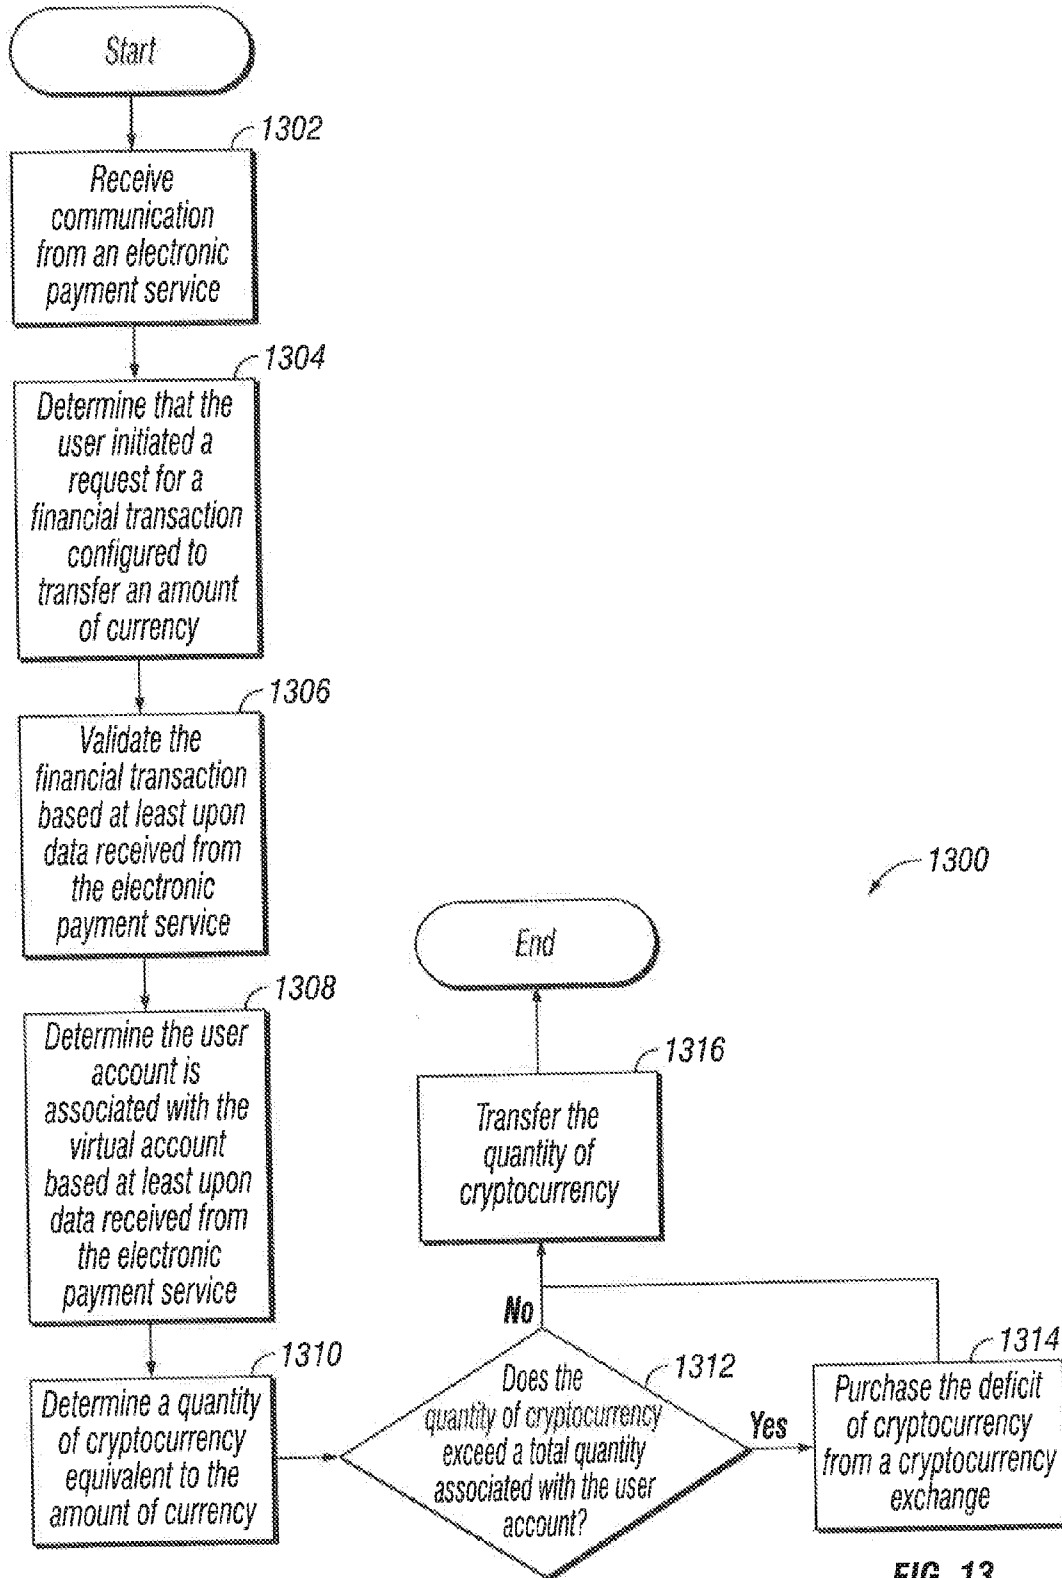 Start
1302
Receive
communication
from an electronic
payment service
1304
Determine that the
user initiated a
request for a
financial transaction
configured to
transfer an amount
of currency
1306
Validate the
financial transaction
based at least upon
data received from
the electronic
payment service
1300
End
1308
Determine the user
account is
associated with the
virtual account
based at least upon
data received from
the electronic
payment service
1316
Transfer the
quantity of
cryptocurrency
No
1310
Determine a quantity
of cryptocurrency
equivalent to the
amount of currency
1312
Does the
quantity of cryptocurrency
exceed a total quantity
associated with the user
account?
Yes
1314
Purchase the deficit
of cryptocurrency
from a cryptocurrency
exchange
FIG. 13